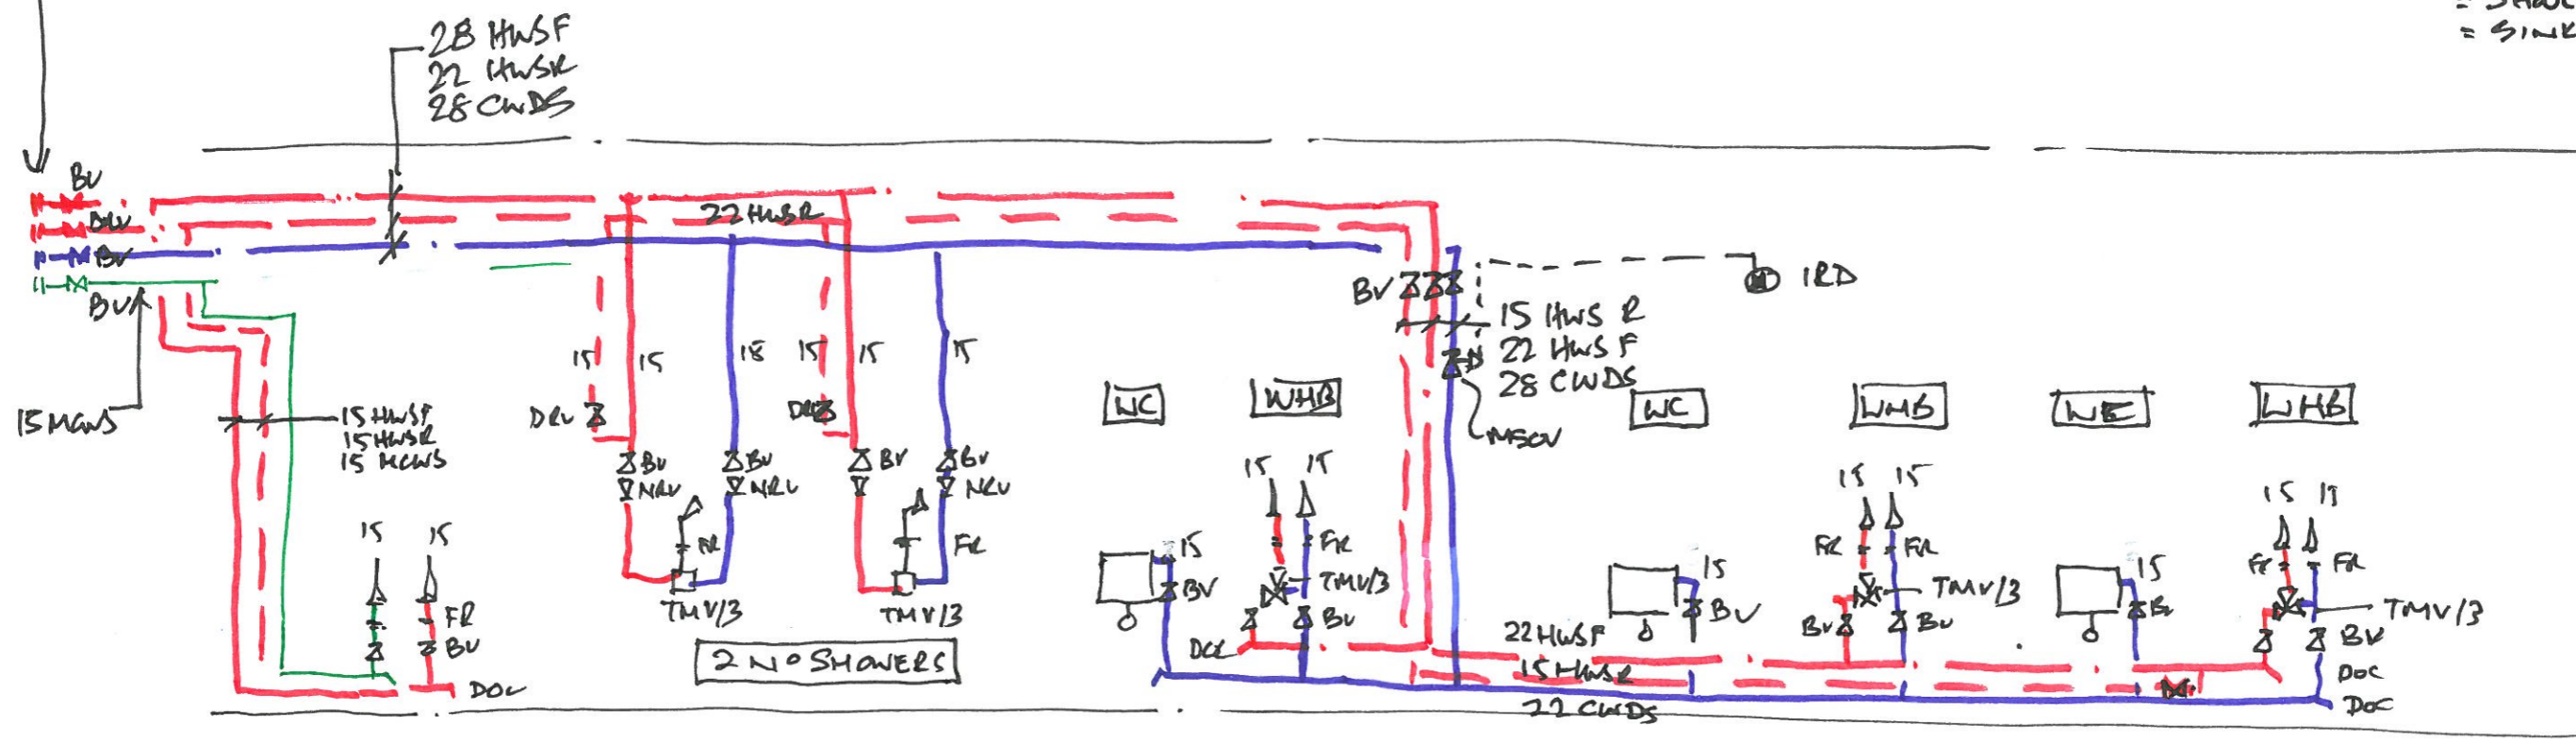 28 HWSF
22 HWSR
28 CWDS
= SINK
BV
DRV
BV
BV
22 HWSR
15 MCWS
15 HWSF
15 HWSR
15 MCWS
15
15
FR
BV
DOC
15
15
18
15
15
15
DRV
DRV
BV
NRV
BV
NRV
BV
BV
NRV
FR
FR
TMV/3
TMV/3
2 NO SHOWERS
BV
IRD
15 HWS R
22 HWS F
28 CWDS
MSOV
WC
WHB
WC
WHB
WC
WHB
15
BV
15
15
FR
TMV/3
BV
DOC
22 HWSF
15 HWSR
22 CWDS
15
BV
15
15
FR
FR
TMV/3
BV
BV
15
BV
15
15
FR
FR
TMV/3
BV
DOC
DOC